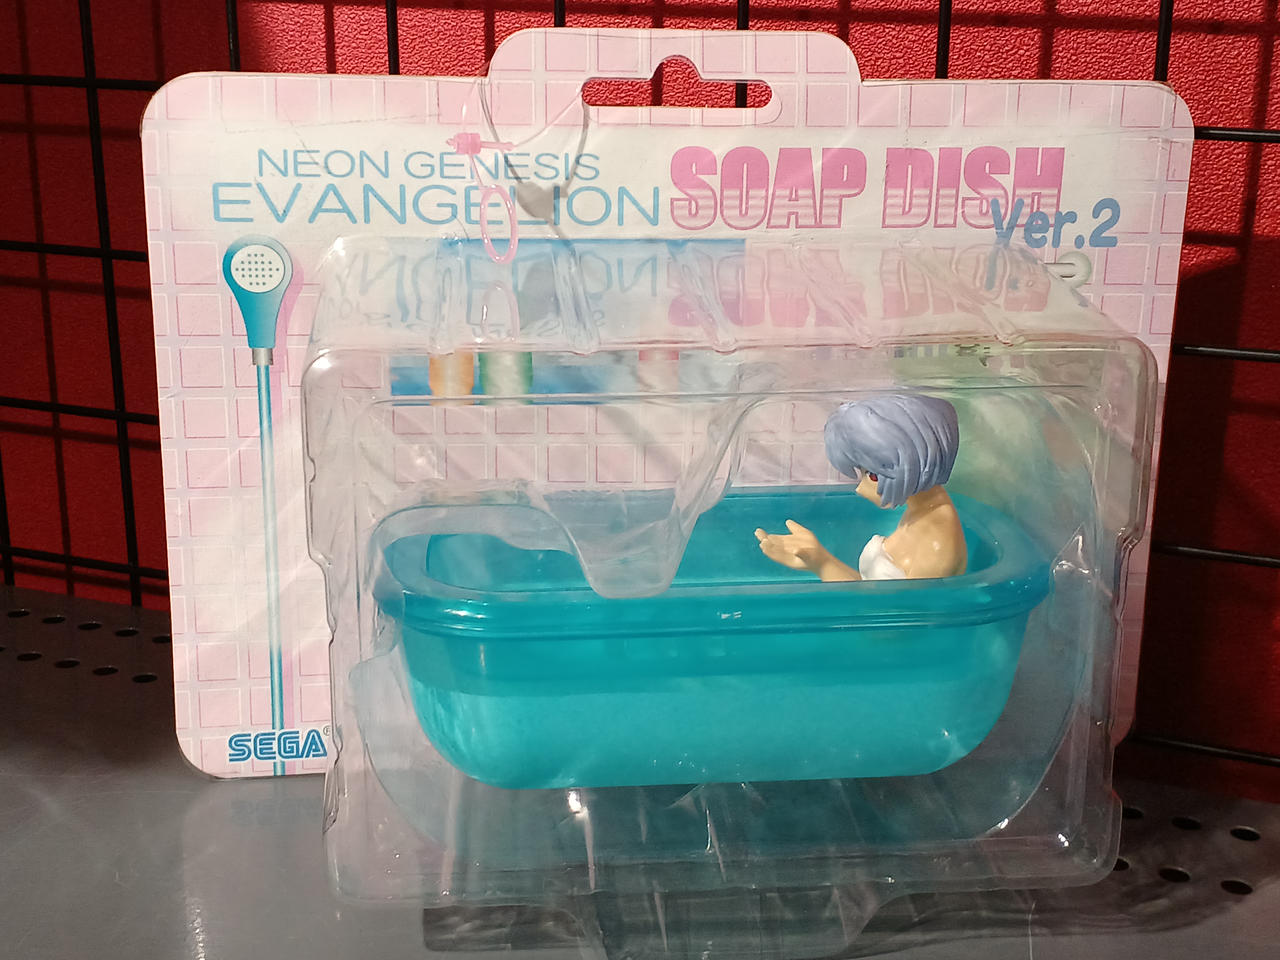 NEON GENESIS
EVANGELION
SOAP DISH
Ver.2
SEGA®